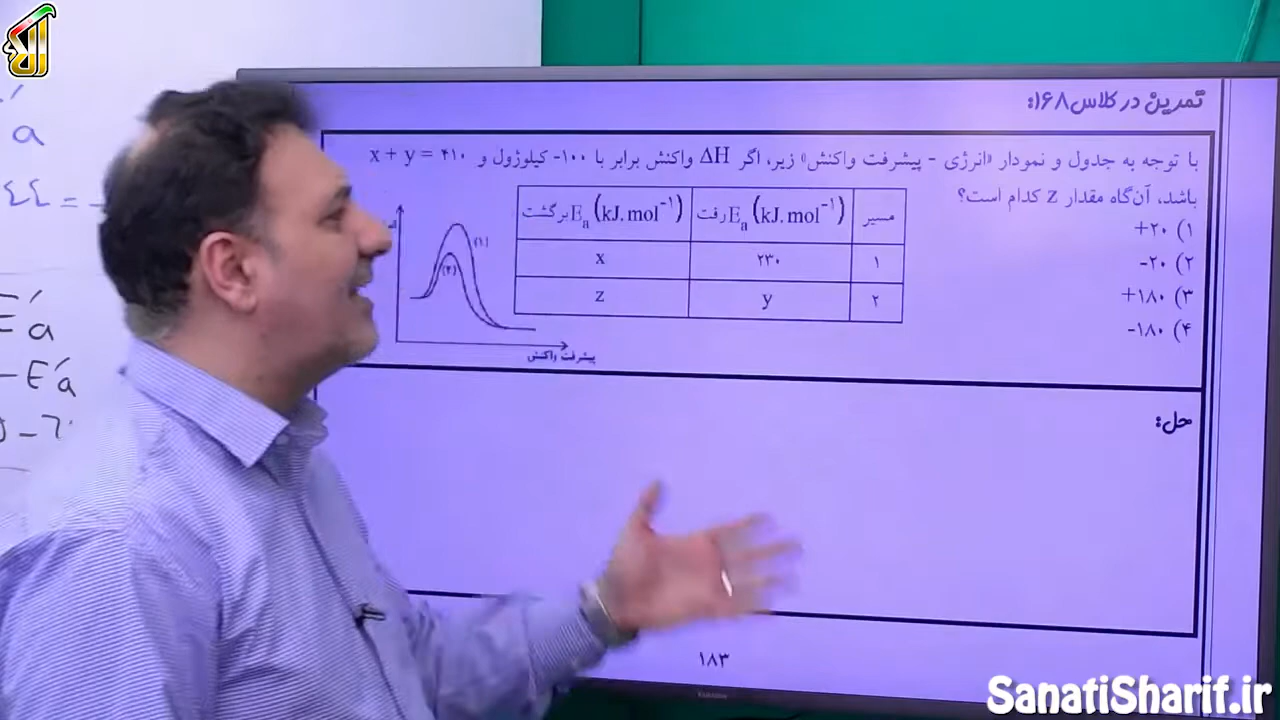 تمرین در کلاس ۱۶۸:
با توجه به جدول و نمودار «انرژی - پیشرفت واکنش» زیر، اگر ΔH واکنش برابر با ۱۰۰- کیلوژول و x + y = ۴۱۰
باشد، آن‌گاه مقدار z کدام است؟
۱) +۲۰
۲) -۲۰
۳) +۱۸۰
۴) -۱۸۰
مسیر Ea (kJ.mol⁻¹) رفت Ea (kJ.mol⁻¹) برگشت
۱ ۲۳۰ x
۲ y z
(۱)
(۲)
پیشرفت واکنش
حل:
۱۸۳
a
= -
E´a
-E´a
SanatiSharif.ir